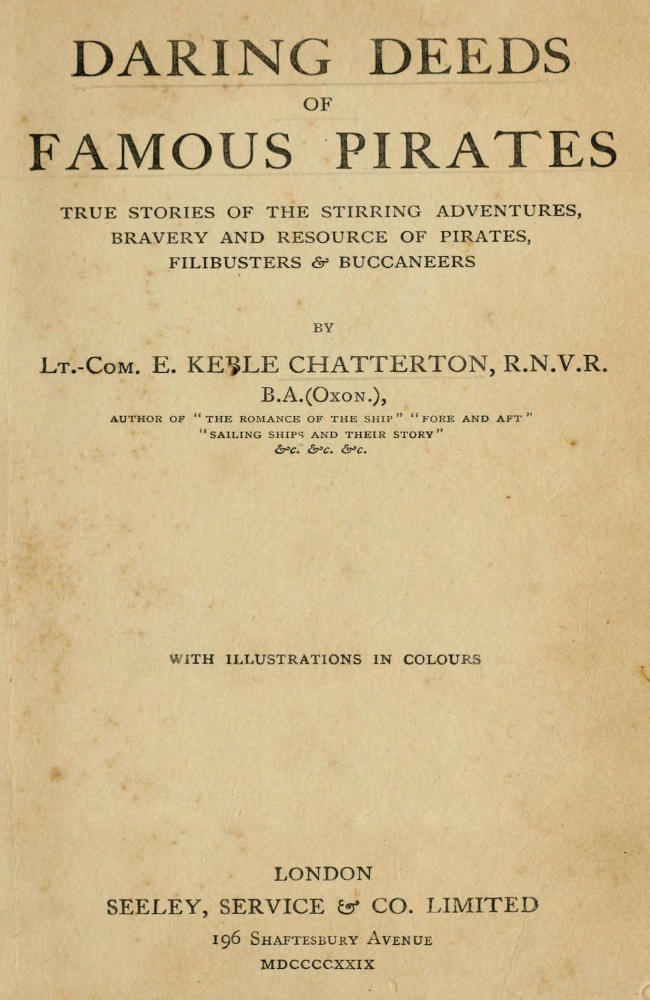 DARING DEEDS
OF
FAMOUS PIRATES
TRUE STORIES OF THE STIRRING ADVENTURES,
BRAVERY AND RESOURCE OF PIRATES,
FILIBUSTERS & BUCCANEERS
BY
LT.-COM. E. KEBLE CHATTERTON, R.N.V.R.
B.A.(OXON.),
AUTHOR OF "THE ROMANCE OF THE SHIP" "FORE AND AFT"
"SAILING SHIPS AND THEIR STORY"
&c. &c. &c.
WITH ILLUSTRATIONS IN COLOURS
LONDON
SEELEY, SERVICE & CO. LIMITED
196 SHAFTESBURY AVENUE
MDCCCCXXIX